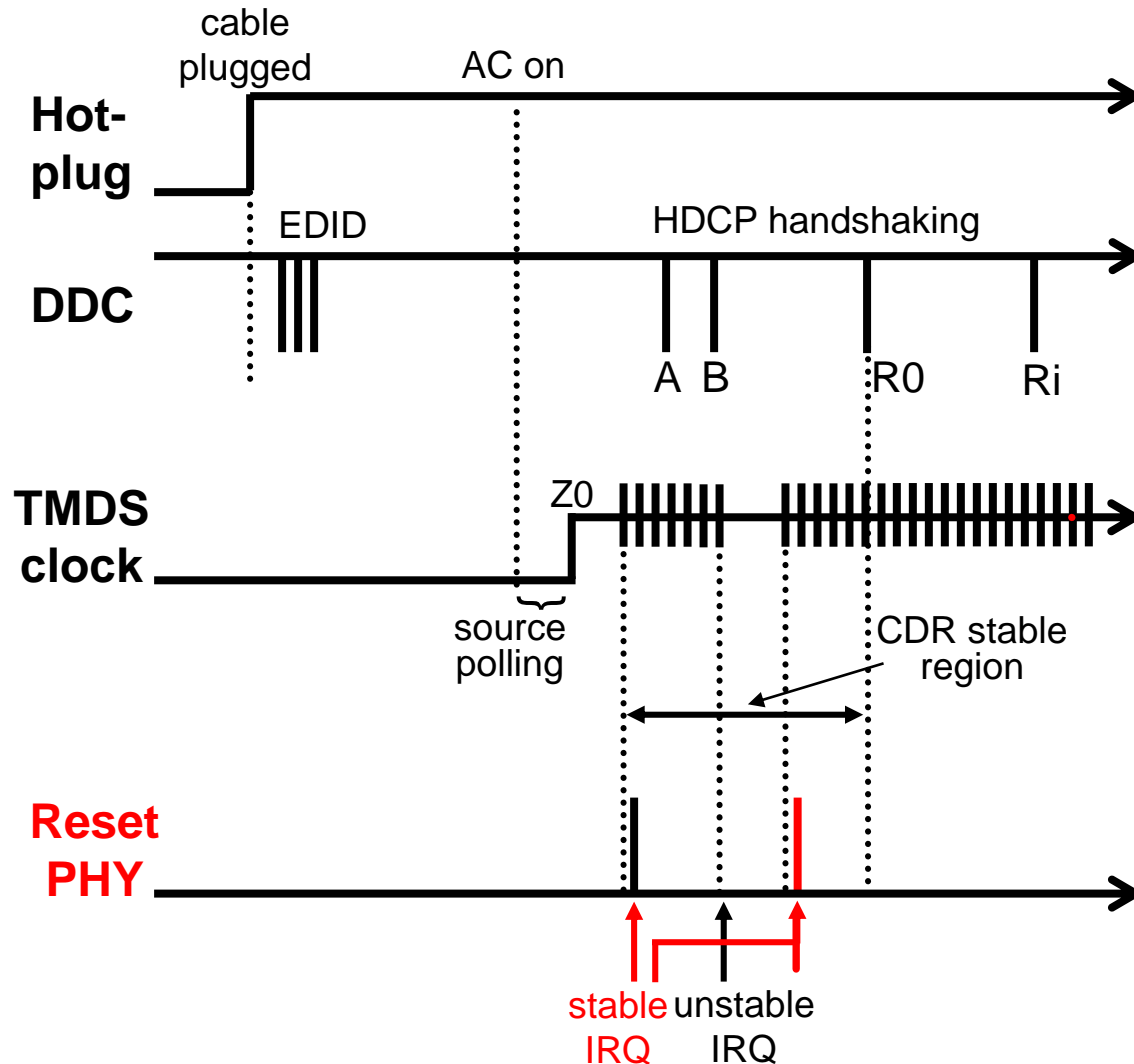 cable
plugged
AC on
Hot-
plug
EDID
HDCP handshaking
DDC
A
B
R0
Ri
Z0
TMDS
clock
source
polling
CDR stable
region
Reset
PHY
stable
IRQ
unstable
IRQ